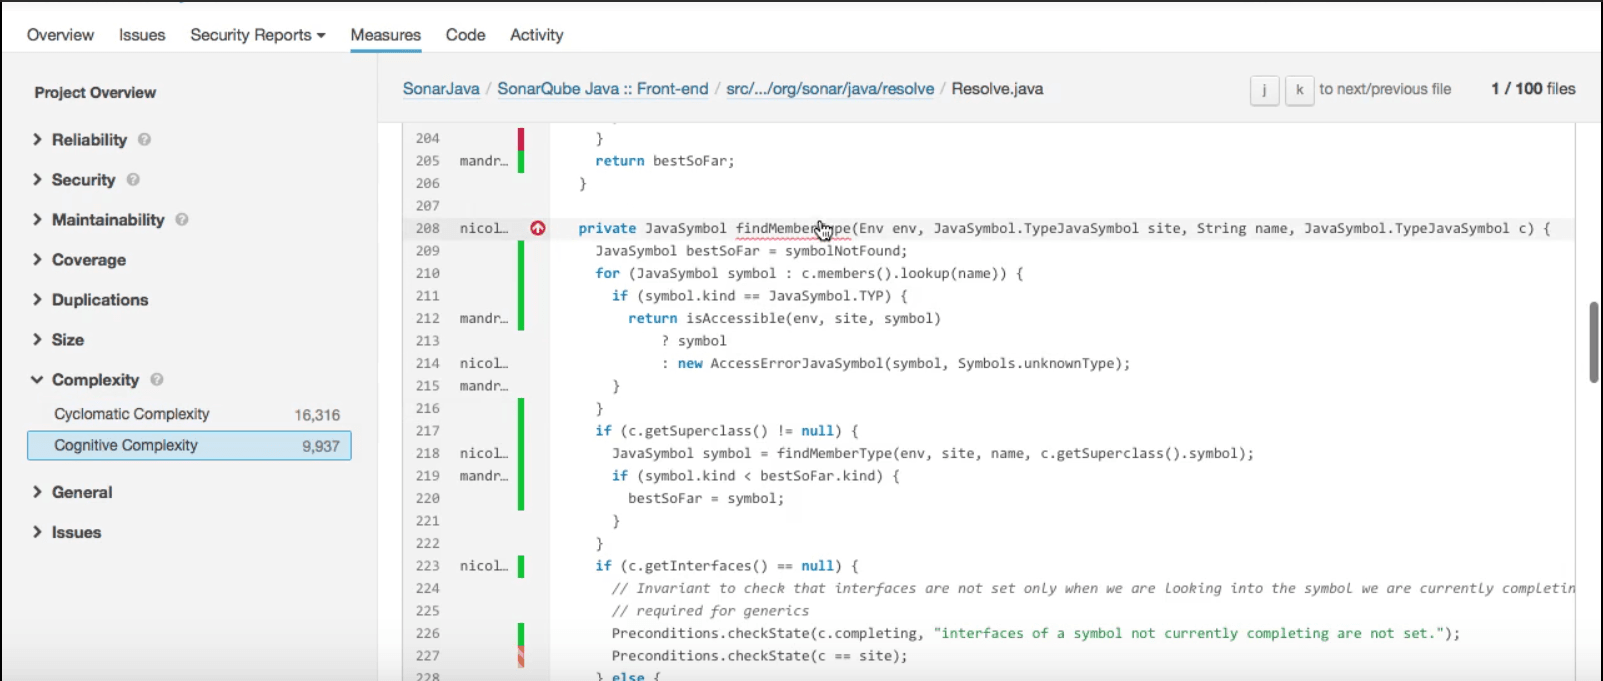 Overview Issues Security Reports Measures Code Activity
Project Overview
Reliability ?
Security ?
Maintainability ?
Coverage
Duplications
Size
Complexity ?
Cyclomatic Complexity 16,316
Cognitive Complexity 9,937
General
Issues
SonarJava / SonarQube Java :: Front-end / src/.../org/sonar/java/resolve / Resolve.java
j k to next/previous file 1 / 100 files
204 }
205 mandr… return bestSoFar;
206 }
207
208 nicol… private JavaSymbol findMemberType(Env env, JavaSymbol.TypeJavaSymbol site, String name, JavaSymbol.TypeJavaSymbol c) {
209 JavaSymbol bestSoFar = symbolNotFound;
210 for (JavaSymbol symbol : c.members().lookup(name)) {
211 if (symbol.kind == JavaSymbol.TYP) {
212 mandr… return isAccessible(env, site, symbol)
213 ? symbol
214 nicol… : new AccessErrorJavaSymbol(symbol, Symbols.unknownType);
215 mandr… }
216 }
217 if (c.getSuperclass() != null) {
218 nicol… JavaSymbol symbol = findMemberType(env, site, name, c.getSuperclass().symbol);
219 mandr… if (symbol.kind < bestSoFar.kind) {
220 bestSoFar = symbol;
221 }
222 }
223 nicol… if (c.getInterfaces() == null) {
224 // Invariant to check that interfaces are not set only when we are looking into the symbol we are currently completin
225 // required for generics
226 Preconditions.checkState(c.completing, "interfaces of a symbol not currently completing are not set.");
227 Preconditions.checkState(c == site);
228 } else {